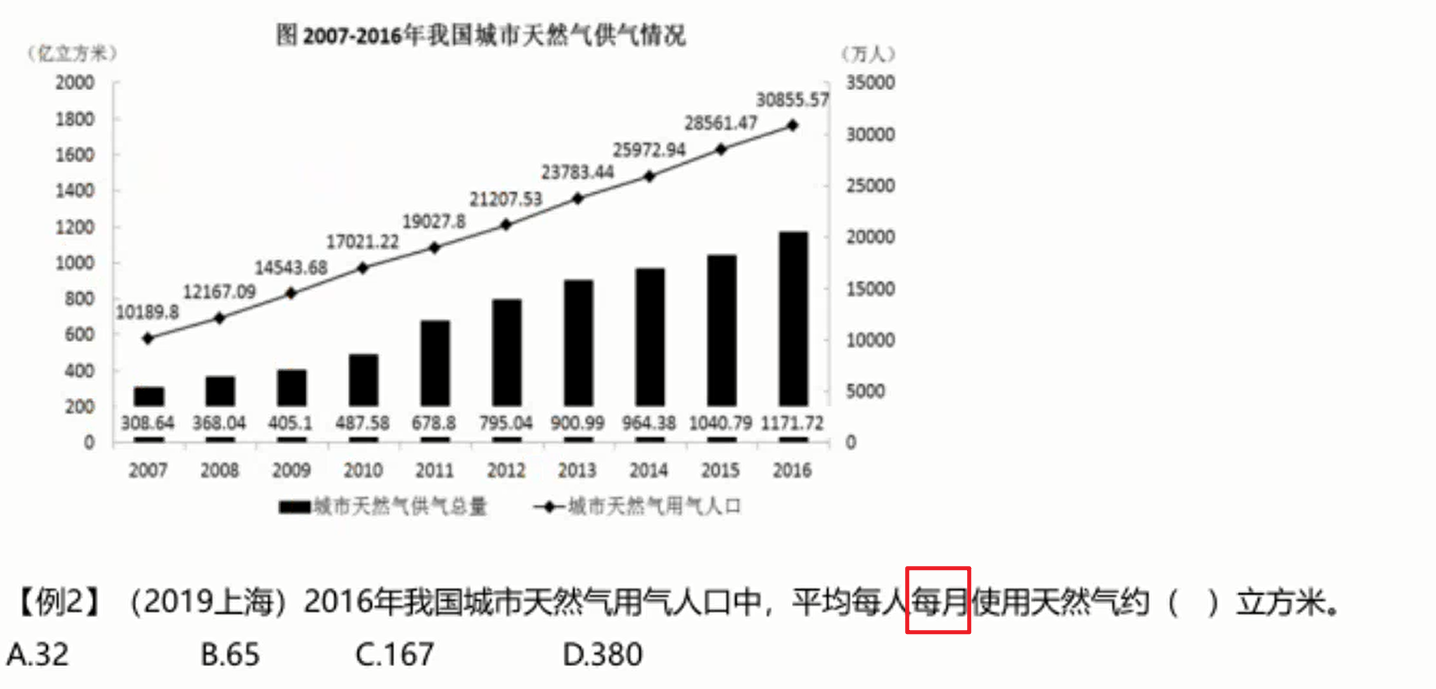 图 2007-2016年我国城市天然气供气情况
（亿立方米） （万人）
2000 35000
1800 30855.57
1600 28561.47 30000
1400 25972.94 25000
1200 23783.44
1000 21207.53 20000
800 19027.8 15000
600 17021.22 10000
400 14543.68 5000
200 12167.09
0 10189.8 0
308.64 368.04 405.1 487.58 678.8 795.04 900.99 964.38 1040.79 1171.72
2007 2008 2009 2010 2011 2012 2013 2014 2015 2016
城市天然气供气总量 城市天然气用气人口
【例2】（2019上海）2016年我国城市天然气用气人口中，平均每人每月使用天然气约（ ）立方米。
A.32 B.65 C.167 D.380